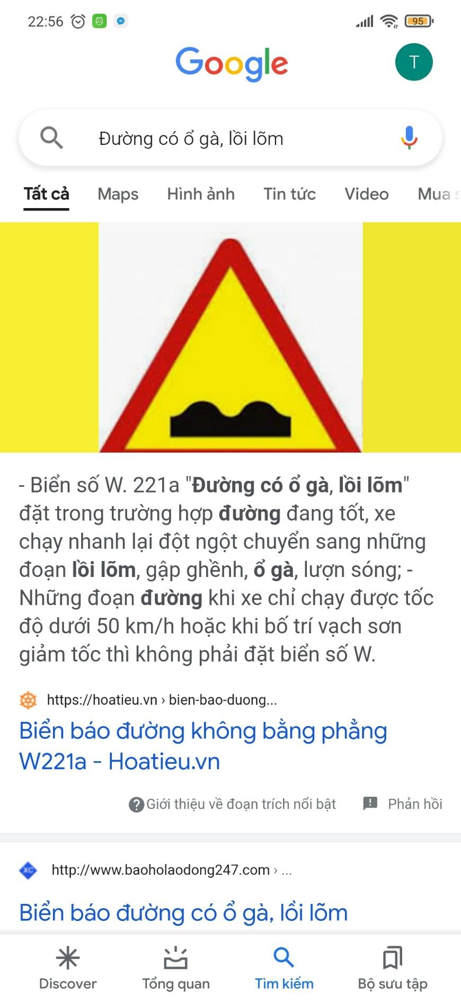 22:56
95
Google
T
Đường có ổ gà, lồi lõm
Tất cả Maps Hình ảnh Tin tức Video Mua s
- Biển số W. 221a "Đường có ổ gà, lồi lõm"
đặt trong trường hợp đường đang tốt, xe
chạy nhanh lại đột ngột chuyển sang những
đoạn lồi lõm, gập ghềnh, ổ gà, lượn sóng; -
Những đoạn đường khi xe chỉ chạy được tốc
độ dưới 50 km/h hoặc khi bố trí vạch sơn
giảm tốc thì không phải đặt biển số W.
https://hoatieu.vn › bien-bao-duong...
Biển báo đường không bằng phẳng
W221a - Hoatieu.vn
Giới thiệu về đoạn trích nổi bật Phản hồi
XC http://www.baoholaodong247.com › ...
Biển báo đường có ổ gà, lồi lõm
Discover Tổng quan Tìm kiếm Bộ sưu tập